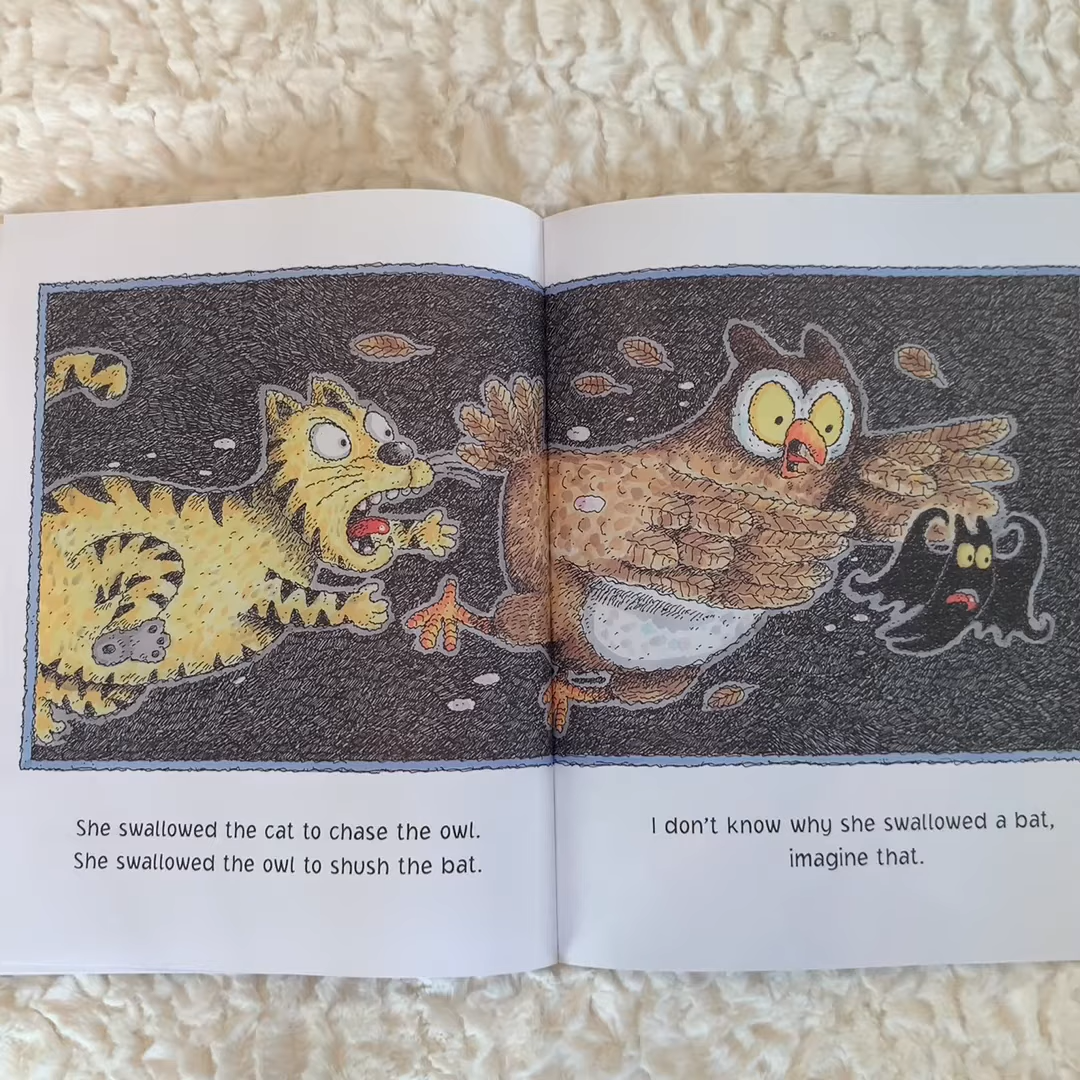 She swallowed the cat to chase the owl.
She swallowed the owl to shush the bat.
I don't know why she swallowed a bat,
imagine that.